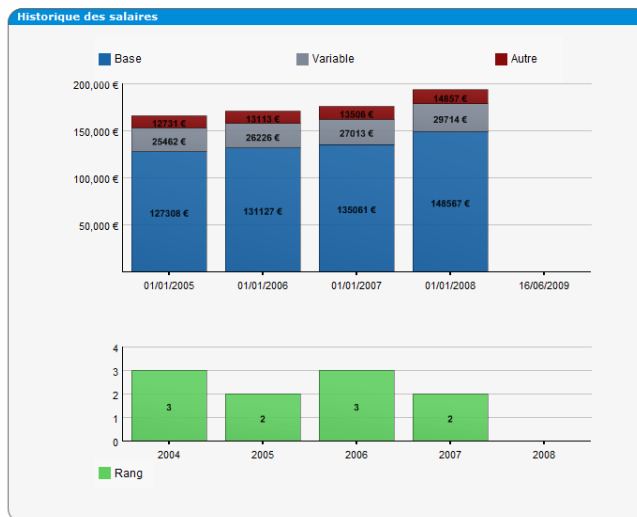 Historique des salaires
Base Variable Autre
200,000 €
12731 € 13113 € 13506 € 14857 €
150,000 €
25462 € 26226 € 27013 € 29714 €
100,000 €
127308 € 131127 € 135061 € 148567 €
50,000 €
01/01/2005 01/01/2006 01/01/2007 01/01/2008 16/06/2009
4
3
3 3
2
2 2
1
0
2004 2005 2006 2007 2008
Rang